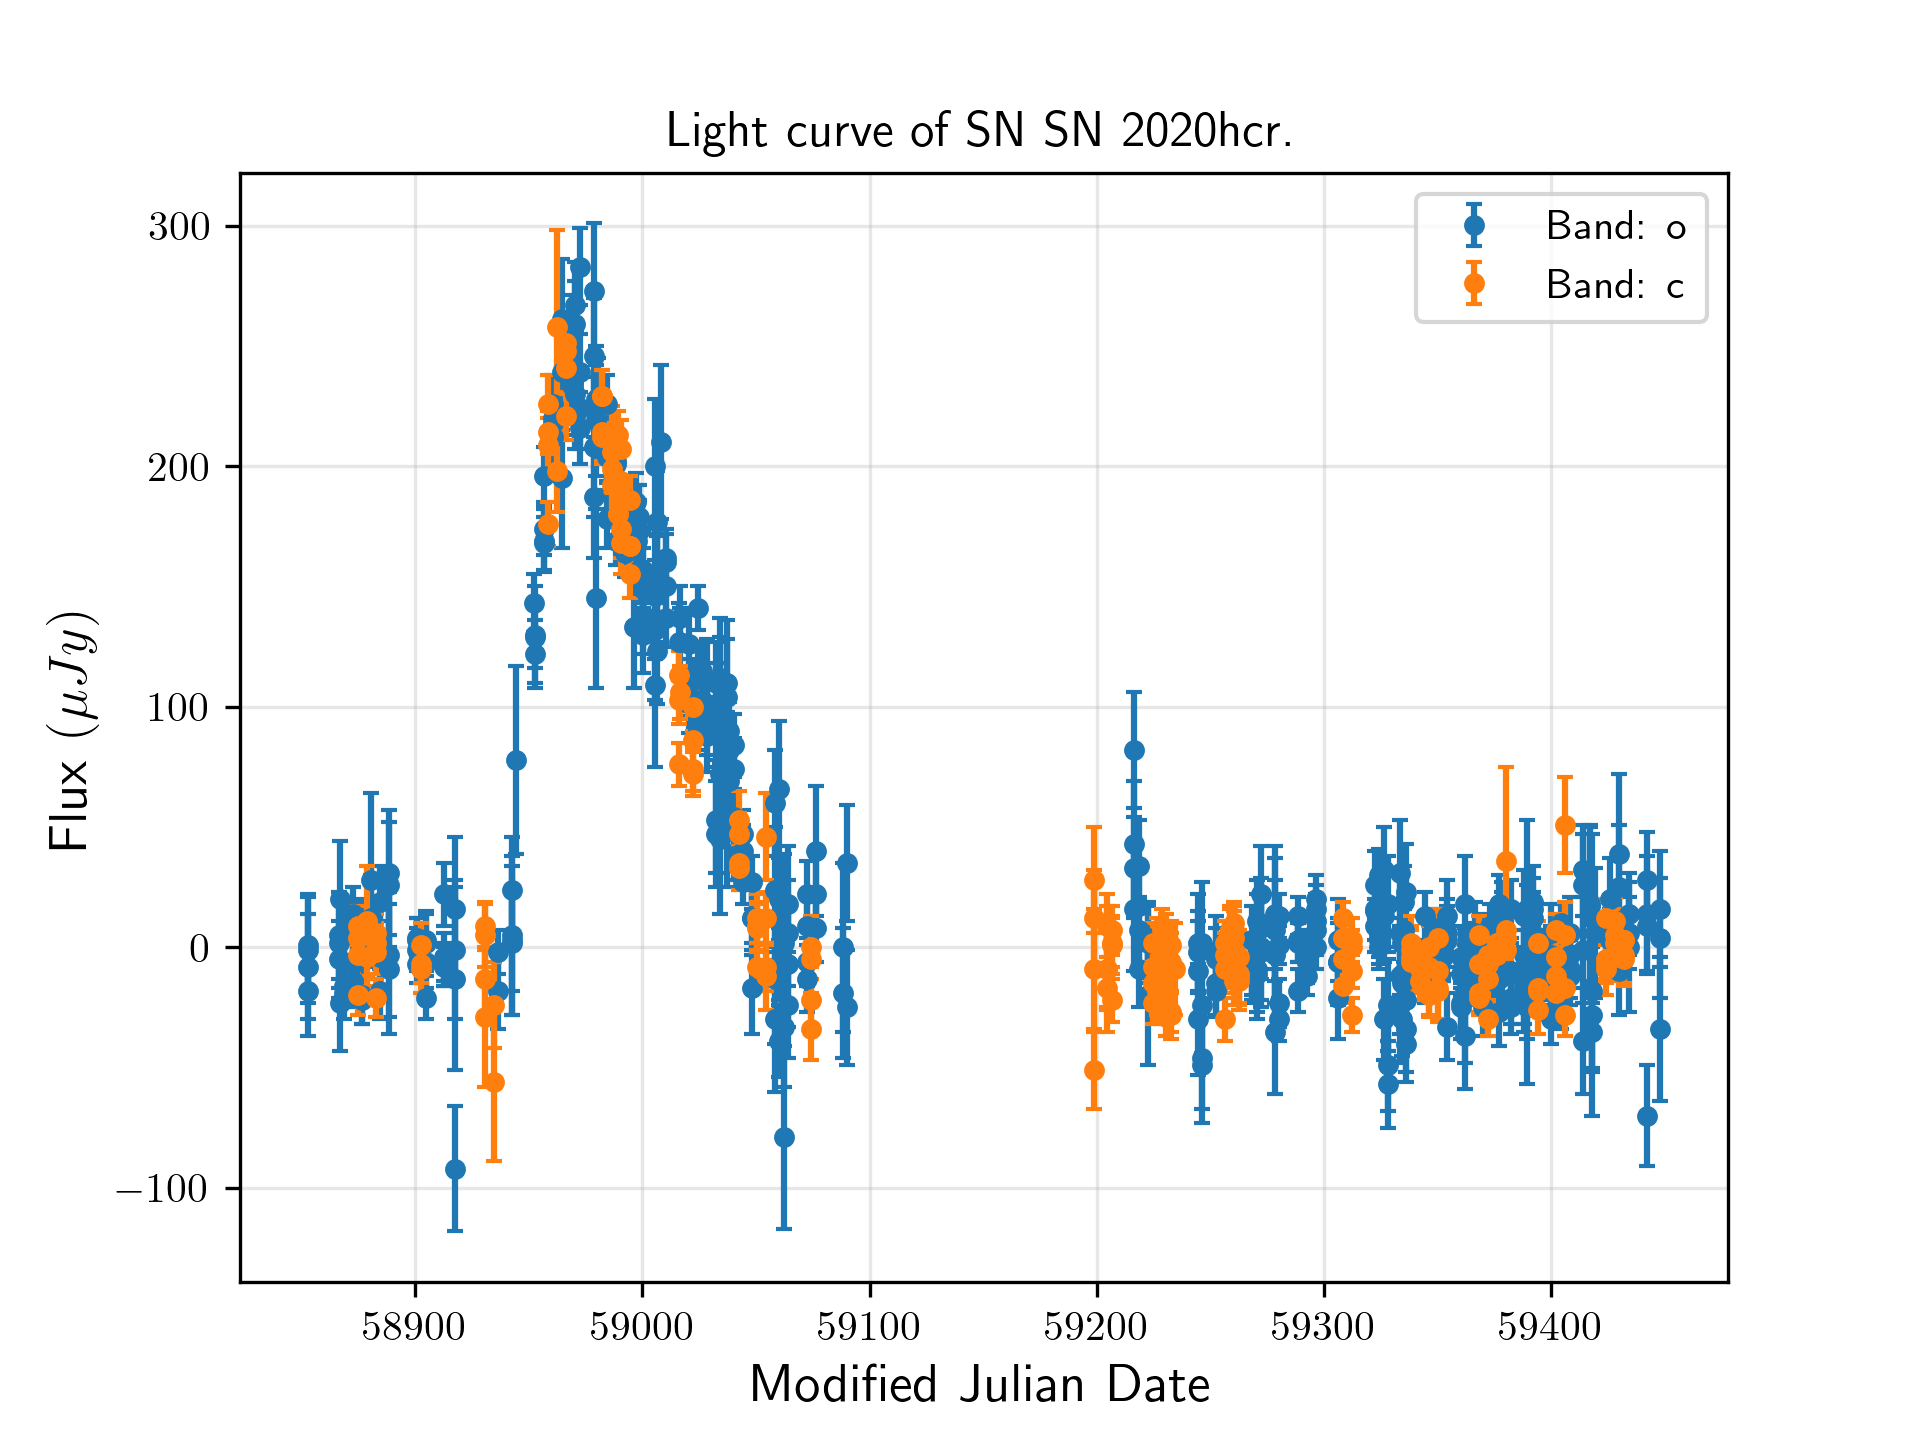 Light curve of SN SN 2020hcr.
300
200
100
0
−100
Flux (μJy)
Band: o
Band: c
58900 59000 59100 59200 59300 59400
Modified Julian Date